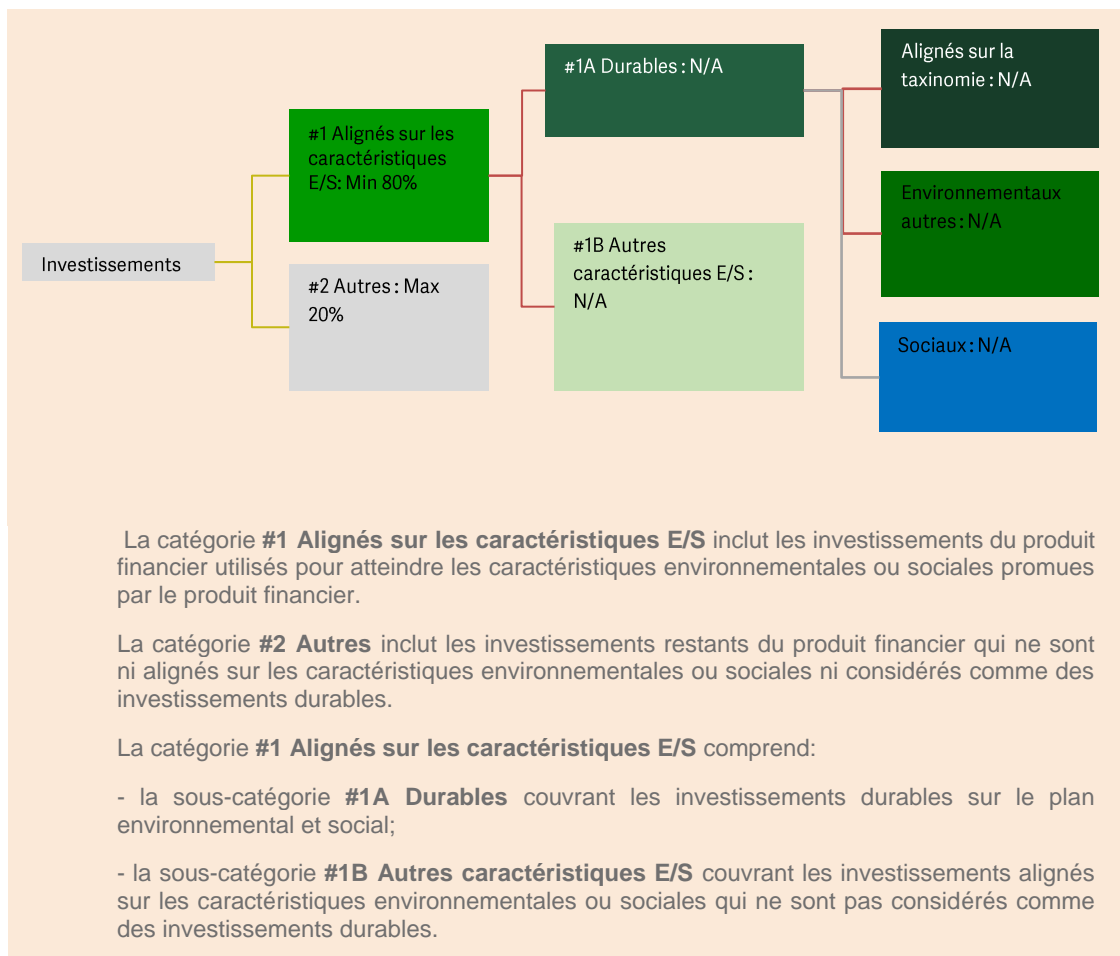 Investissements
#1 Alignés sur les
caractéristiques
E/S: Min 80%
#2 Autres : Max
20%
#1A Durables : N/A
#1B Autres
caractéristiques E/S :
N/A
Alignés sur la
taxinomie : N/A
Environnementaux
autres : N/A
Sociaux : N/A
La catégorie #1 Alignés sur les caractéristiques E/S inclut les investissements du produit
financier utilisés pour atteindre les caractéristiques environnementales ou sociales promues
par le produit financier.
La catégorie #2 Autres inclut les investissements restants du produit financier qui ne sont
ni alignés sur les caractéristiques environnementales ou sociales ni considérés comme des
investissements durables.
La catégorie #1 Alignés sur les caractéristiques E/S comprend:
- la sous-catégorie #1A Durables couvrant les investissements durables sur le plan
environnemental et social;
- la sous-catégorie #1B Autres caractéristiques E/S couvrant les investissements alignés
sur les caractéristiques environnementales ou sociales qui ne sont pas considérés comme
des investissements durables.